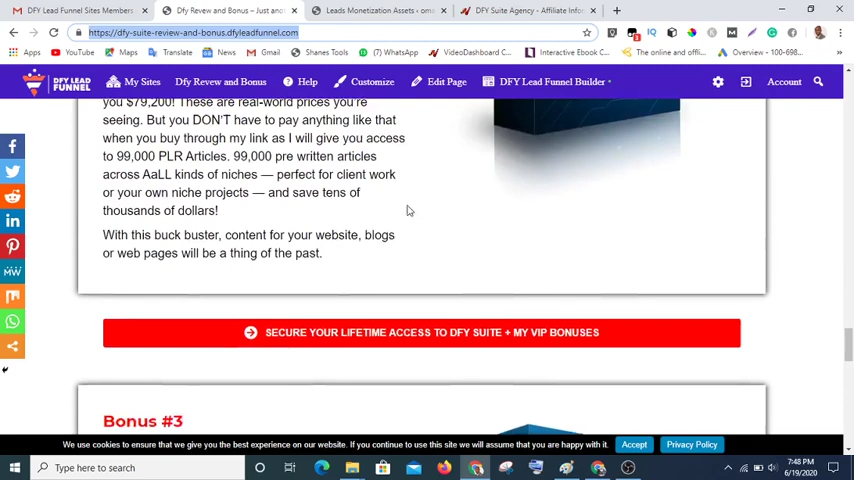 DFY Lead Funnel Sites Members
Dfy Revew and Bonus – Just ano
Leads Monetization Assets ‹ om
DFY Suite Agency - Affiliate Infor
https://dfy-suite-review-and-bonus.dfyleadfunnel.com
Apps
YouTube
Maps
Translate
News
Gmail
Shanes Tools
(7) WhatsApp
VideoDashboard C...
Interactive Ebook C...
The online and offli...
Overview – 100-698...
DFY LEAD
FUNNEL
My Sites
Dfy Revew and Bonus
Help
Customize
Edit Page
DFY Lead Funnel Builder
Account
you $79,200! These are real-world prices you're
seeing. But you DON'T have to pay anything like that
when you buy through my link as I will give you access
to 99,000 PLR Articles. 99,000 pre written articles
across AaLL kinds of niches — perfect for client work
or your own niche projects — and save tens of
thousands of dollars!
With this buck buster, content for your website, blogs
or web pages will be a thing of the past.
SECURE YOUR LIFETIME ACCESS TO DFY SUITE + MY VIP BONUSES
Bonus #3
We use cookies to ensure that we give you the best experience on our website. If you continue to use this site we will assume that you are happy with it.
Accept
Privacy Policy
Type here to search
7:48 PM
6/19/2020